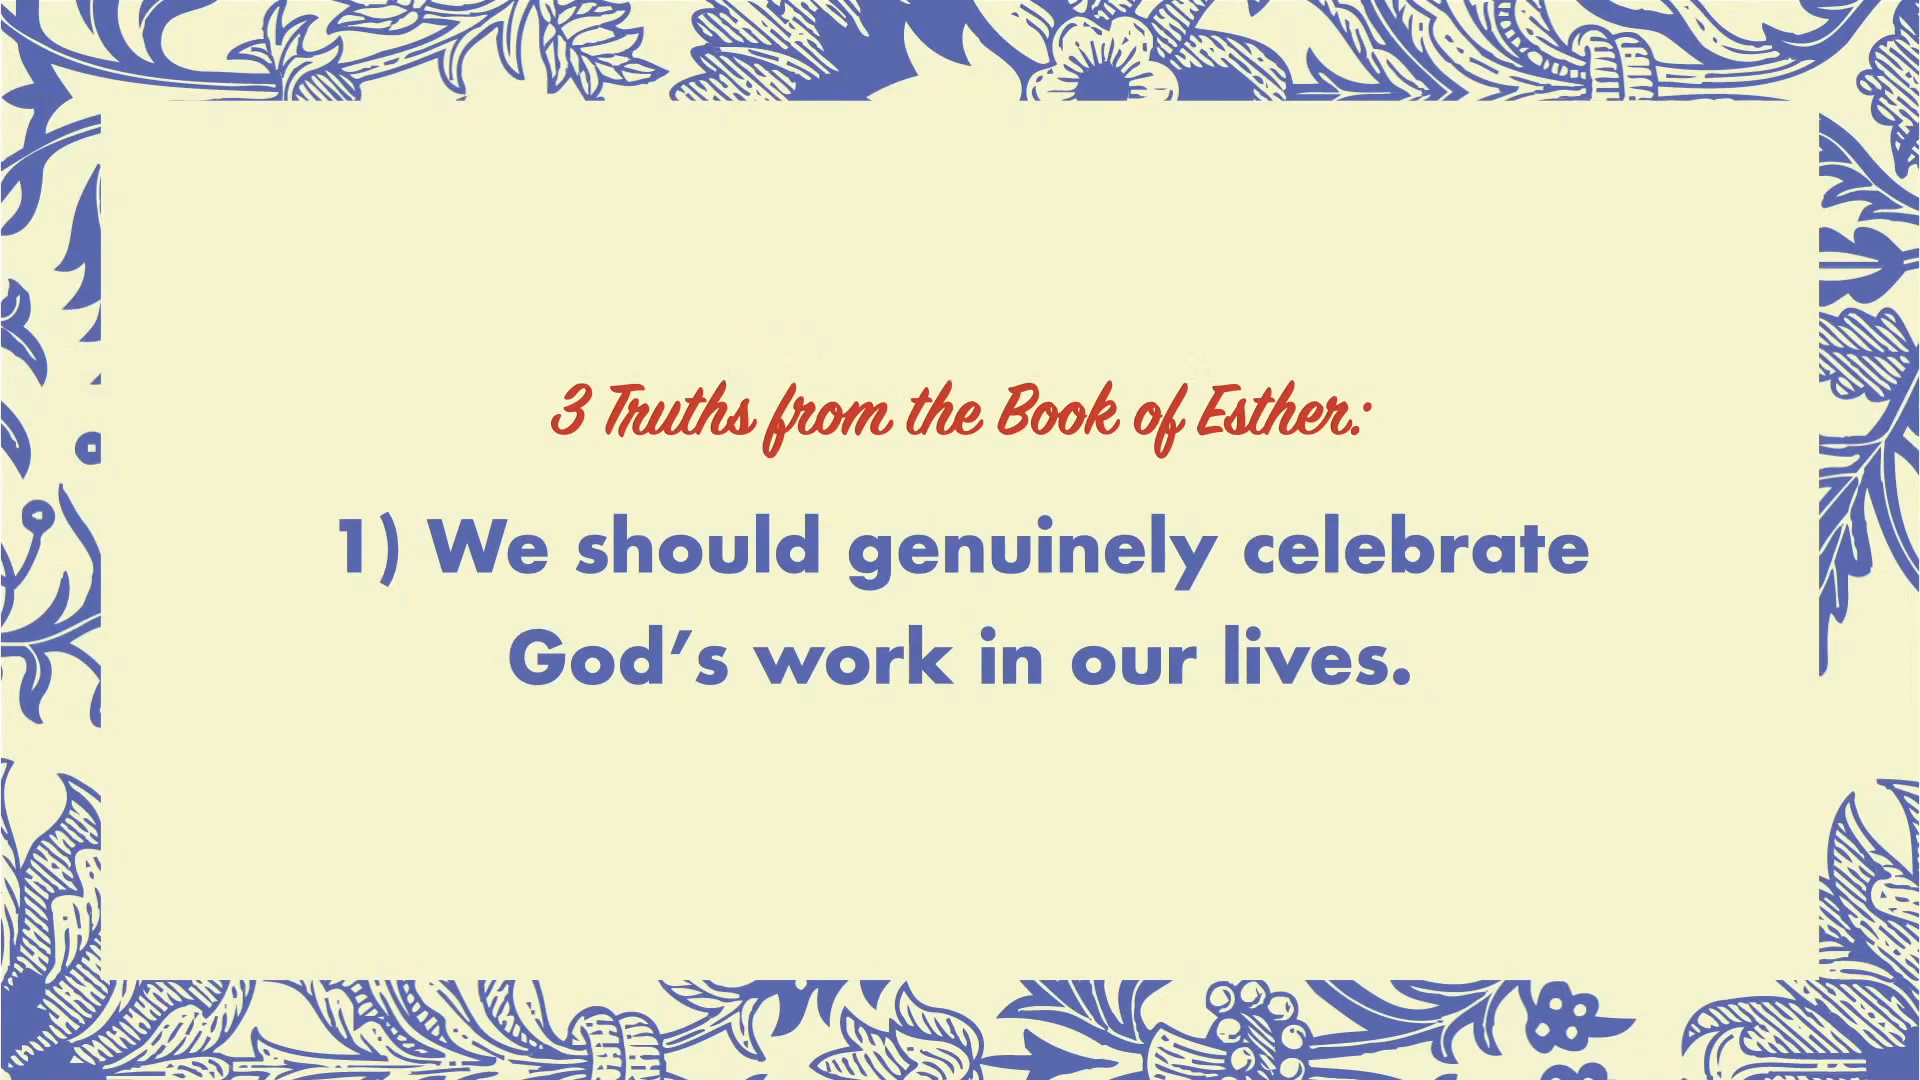 3 Truths from the Book of Esther:
1) We should genuinely celebrate
God’s work in our lives.